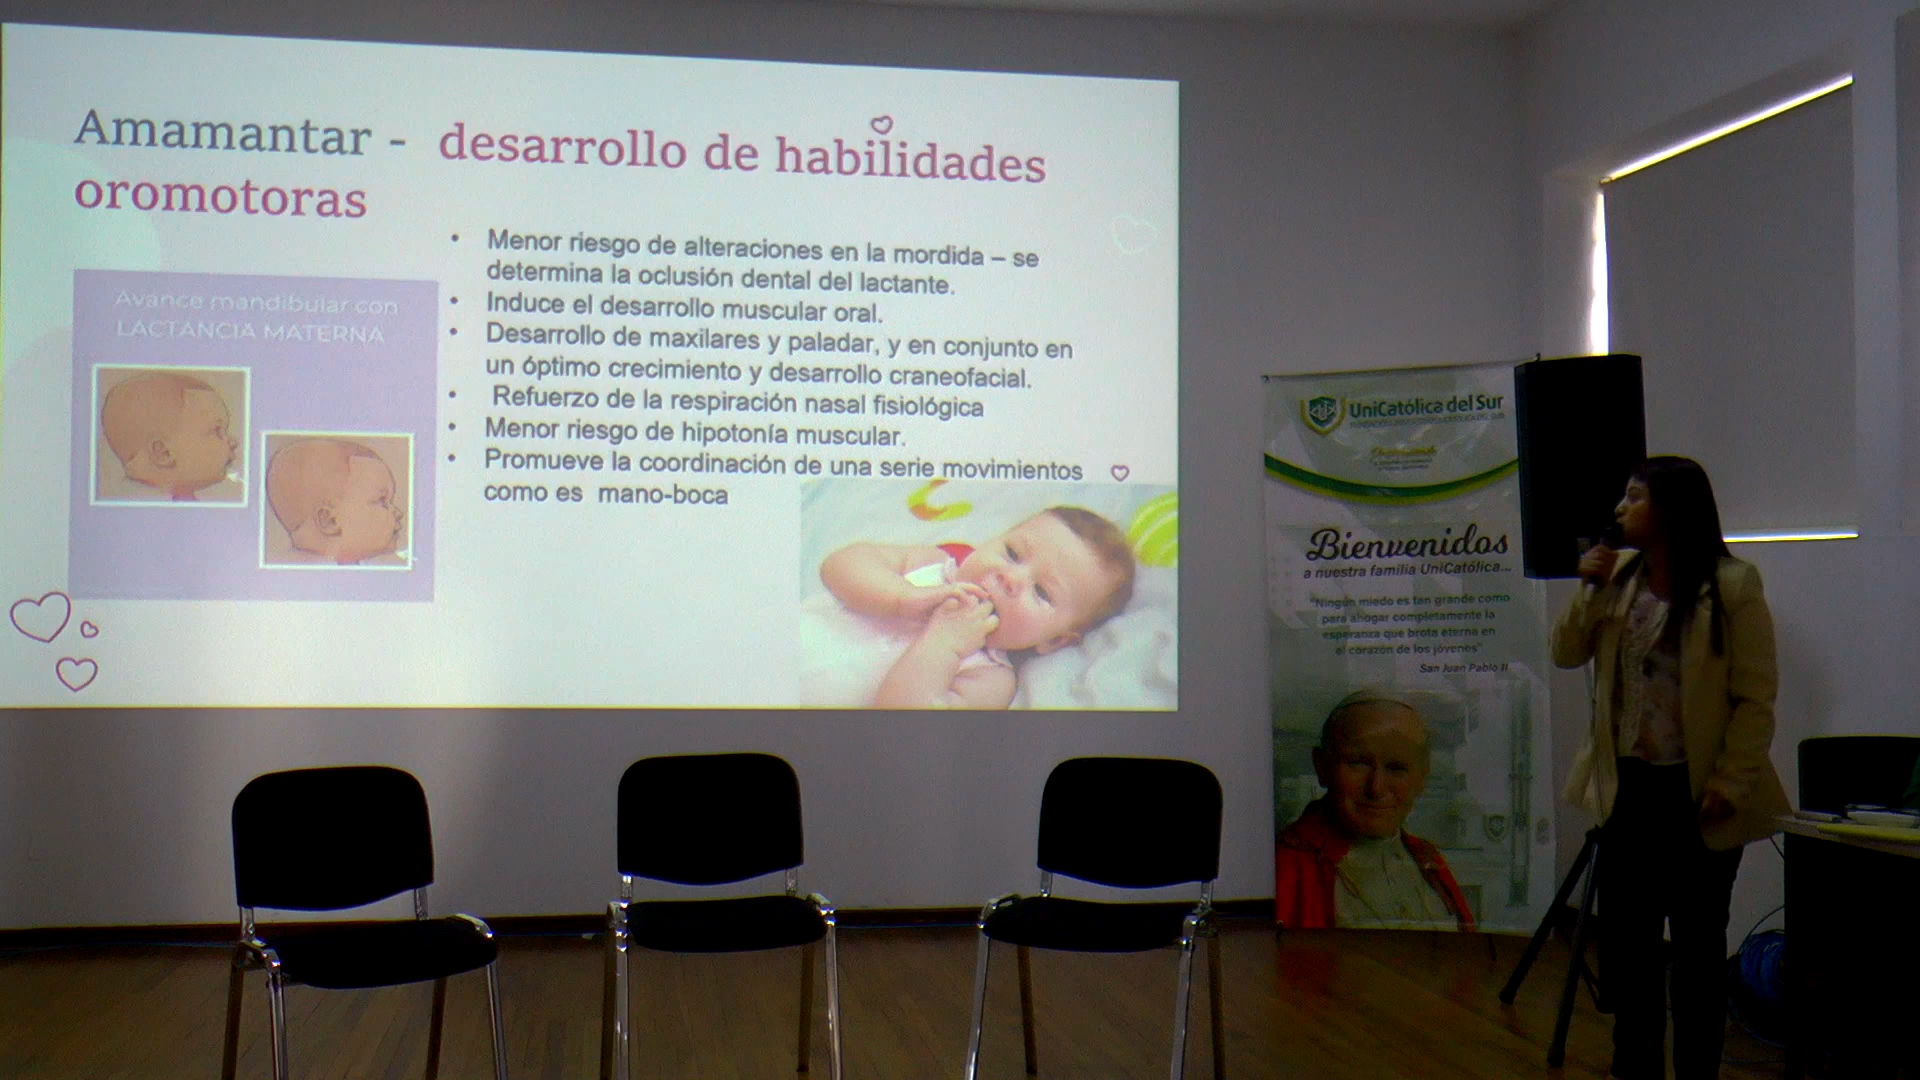 Amamantar - desarrollo de habilidades
oromotoras
Avance mandibular con
LACTANCIA MATERNA
• Menor riesgo de alteraciones en la mordida – se
determina la oclusión dental del lactante.
• Induce el desarrollo muscular oral.
• Desarrollo de maxilares y paladar, y en conjunto en
un óptimo crecimiento y desarrollo craneofacial.
• Refuerzo de la respiración nasal fisiológica
• Menor riesgo de hipotonía muscular.
• Promueve la coordinación de una serie movimientos
como es mano-boca
UniCatólica del Sur
Bienvenidos
a nuestra familia UniCatólica...
"Ningún miedo es tan grande como
para ahogar completamente la
esperanza que brota eterna en
el corazón de los jóvenes"
San Juan Pablo II